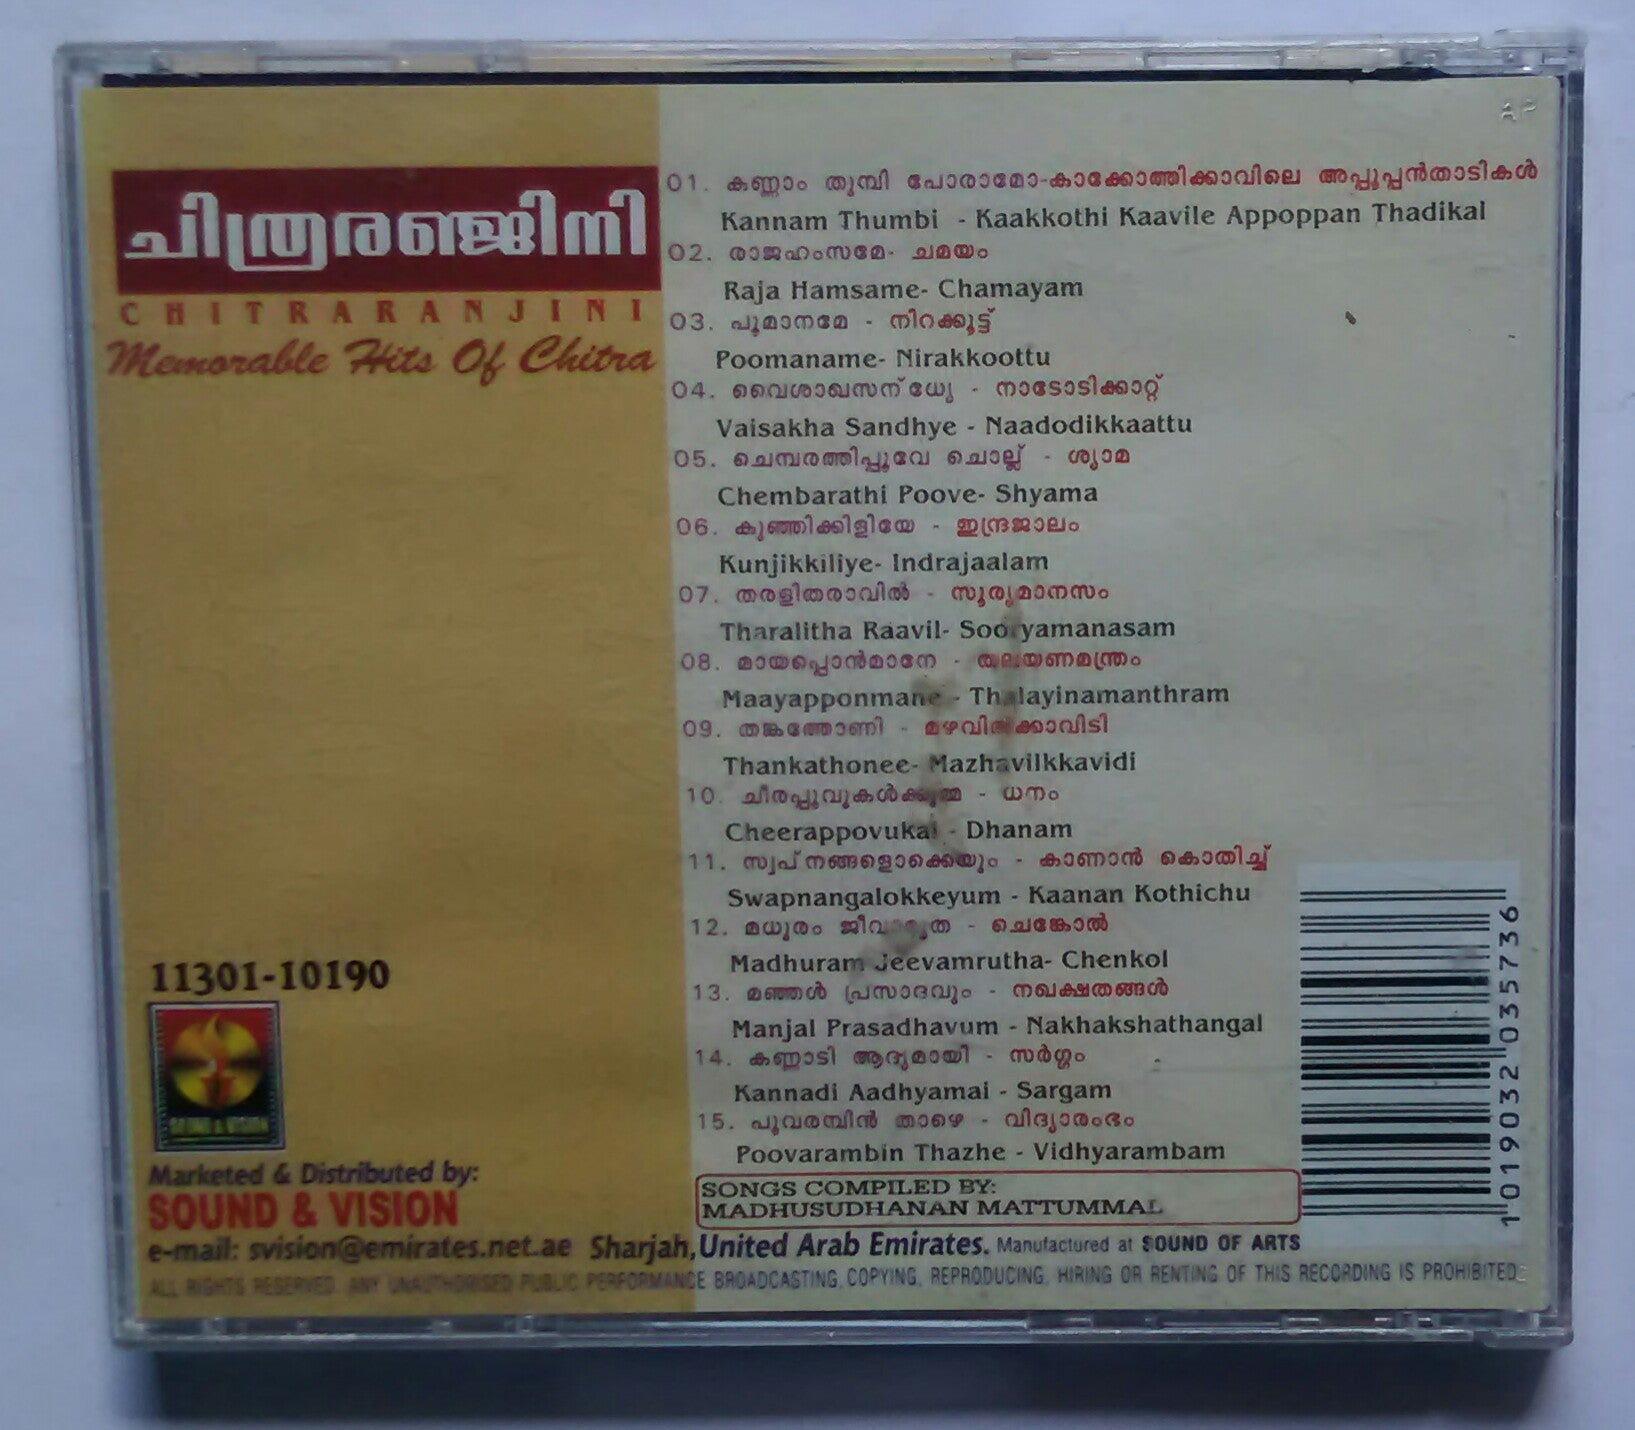 ചിത്രരഞ്ജിനി
CHITRARANJINI
Memorable Hits Of Chitra
01. കണ്ണാം തുമ്പി പോരാമോ-കാക്കോത്തിക്കാവിലെ അപ്പൂപ്പൻതാടികൾ
Kannam Thumbi - Kaakkothi Kaavile Appoppan Thadikal
02. രാജഹംസമേ- ചമയം
Raja Hamsame- Chamayam
03. പൂമാനമേ - നിറക്കൂട്ട്
Poomaname- Nirakkoottu
04. വൈശാഖസന്ധ്യേ - നാടോടിക്കാറ്റ്
Vaisakha Sandhye - Naadodikkaattu
05. ചെമ്പരത്തിപ്പൂവേ ചൊല്ല് - ശ്യാമ
Chembarathi Poove- Shyama
06. കുഞ്ഞിക്കിളിയേ - ഇന്ദ്രജാലം
Kunjikkiliye- Indrajaalam
07. തരളിതരാവിൽ - സൂര്യമാനസം
Tharalitha Raavil- Sooryamanasam
08. മായപ്പൊൻമാനേ - തലയണമന്ത്രം
Maayapponmane - Thalayinamanthram
09. തങ്കത്തോണി - മഴവിൽക്കാവിടി
Thankathonee- Mazhavilkkavidi
10. ചീരപ്പൂവുകൾക്കുമ്മ - ധനം
Cheerappovukal - Dhanam
11. സ്വപ്നങ്ങളൊക്കെയും - കാണാൻ കൊതിച്ച്
Swapnangalokkeyum - Kaanan Kothichu
12. മധുരം ജീവാമൃത - ചെങ്കോൽ
Madhuram Jeevamrutha- Chenkol
13. മഞ്ഞൾ പ്രസാദവും - നഖക്ഷതങ്ങൾ
Manjal Prasadhavum - Nakhakshathangal
14. കണ്ണാടി ആദ്യമായി - സർഗ്ഗം
Kannadi Aadhyamai - Sargam
15. പൂവരമ്പിൻ താഴെ - വിദ്യാരംഭം
Poovarambin Thazhe - Vidhyarambam
SONGS COMPILED BY:
MADHUSUDHANAN MATTUMMAL
11301-10190
SOUND & VISION
Marketed & Distributed by:
SOUND & VISION
e-mail: svision@emirates.net.ae Sharjah,United Arab Emirates. Manufactured at SOUND OF ARTS
ALL RIGHTS RESERVED. ANY UNAUTHORISED PUBLIC PERFORMANCE BROADCASTING, COPYING, REPRODUCING, HIRING OR RENTING OF THIS RECORDING IS PROHIBITED
1019032035736